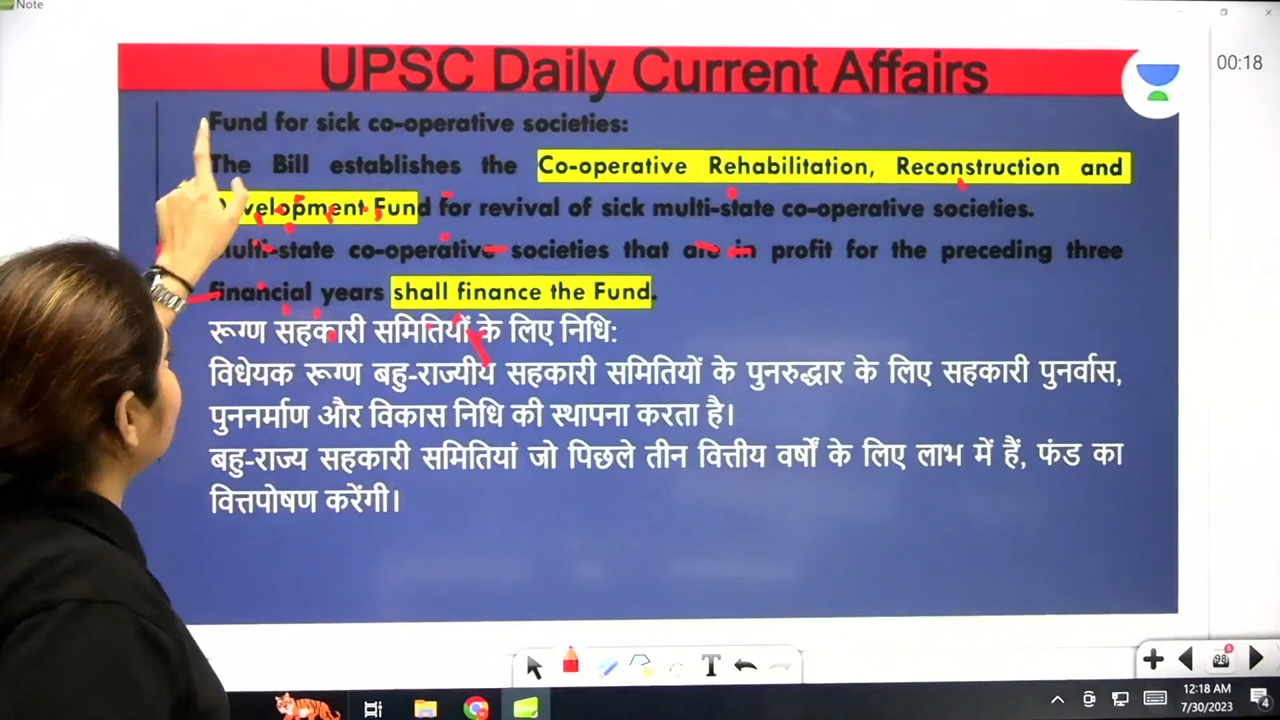 Note
UPSC Daily Current Affairs
00:18
Fund for sick co-operative societies:
The Bill establishes the Co-operative Rehabilitation, Reconstruction and
Development Fund for revival of sick multi-state co-operative societies.
Multi-state co-operative societies that are in profit for the preceding three
financial years shall finance the Fund.
रूग्ण सहकारी समितियों के लिए निधि:
विधेयक रूग्ण बहु-राज्यीय सहकारी समितियों के पुनरुद्धार के लिए सहकारी पुनर्वास,
पुननर्माण और विकास निधि की स्थापना करता है।
बहु-राज्य सहकारी समितियां जो पिछले तीन वित्तीय वर्षों के लिए लाभ में हैं, फंड का
वित्तपोषण करेंगी।
T
98
12:18 AM
7/30/2023
4